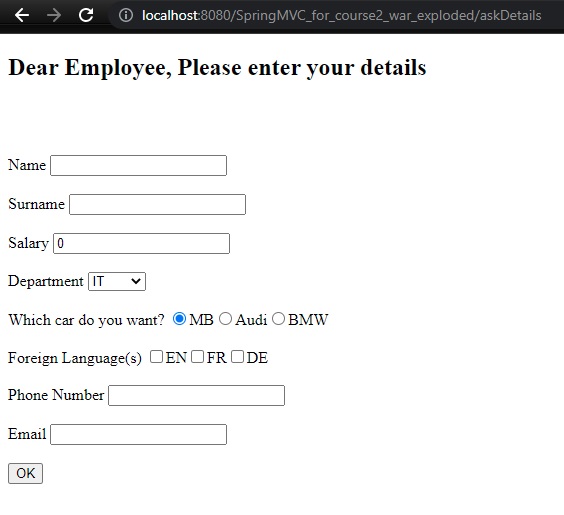 localhost:8080/SpringMVC_for_course2_war_exploded/askDetails
Dear Employee, Please enter your details
Name
Surname
Salary 0
Department IT
Which car do you want? MB Audi BMW
Foreign Language(s) EN FR DE
Phone Number
Email
OK